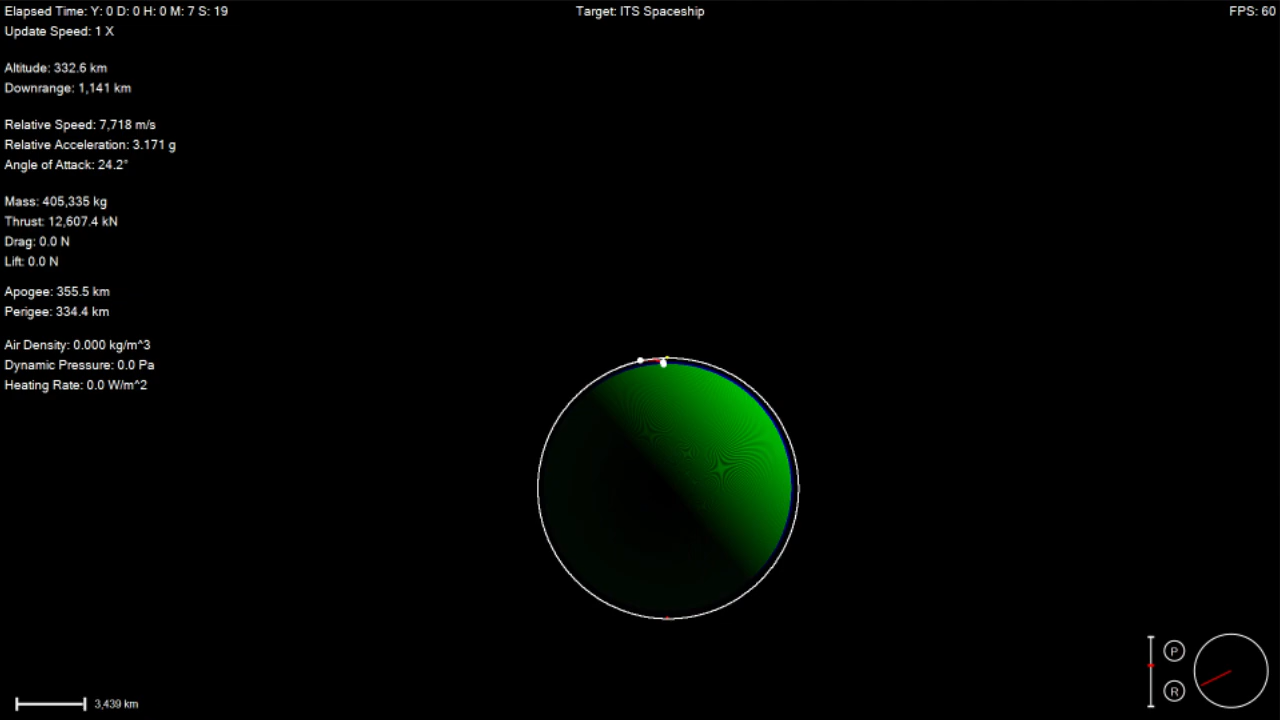 Elapsed Time: Y: 0 D: 0 H: 0 M: 7 S: 19
Target: ITS Spaceship
FPS: 60
Update Speed: 1 X
Altitude: 332.6 km
Downrange: 1,141 km
Relative Speed: 7,718 m/s
Relative Acceleration: 3.171 g
Angle of Attack: 24.2°
Mass: 405,335 kg
Thrust: 12,607.4 kN
Drag: 0.0 N
Lift: 0.0 N
Apogee: 355.5 km
Perigee: 334.4 km
Air Density: 0.000 kg/m^3
Dynamic Pressure: 0.0 Pa
Heating Rate: 0.0 W/m^2
P
R
3,439 km